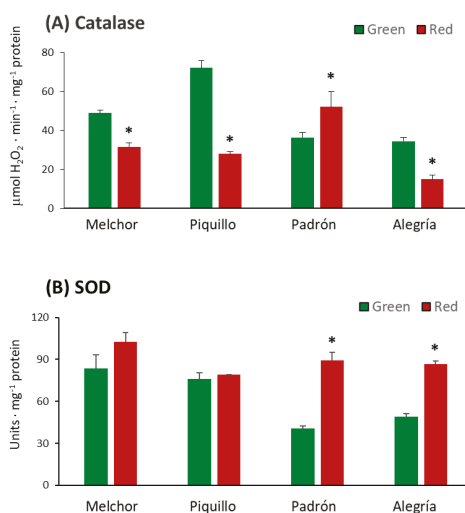 (A) Catalase
Green Red
μmol H₂O₂ · min⁻¹ · mg⁻¹ protein
80
60
40
20
0
*
*
*
*
Melchor Piquillo Padrón Alegría
(B) SOD
Green Red
Units · mg⁻¹ protein
120
90
60
30
0
*
*
Melchor Piquillo Padrón Alegría